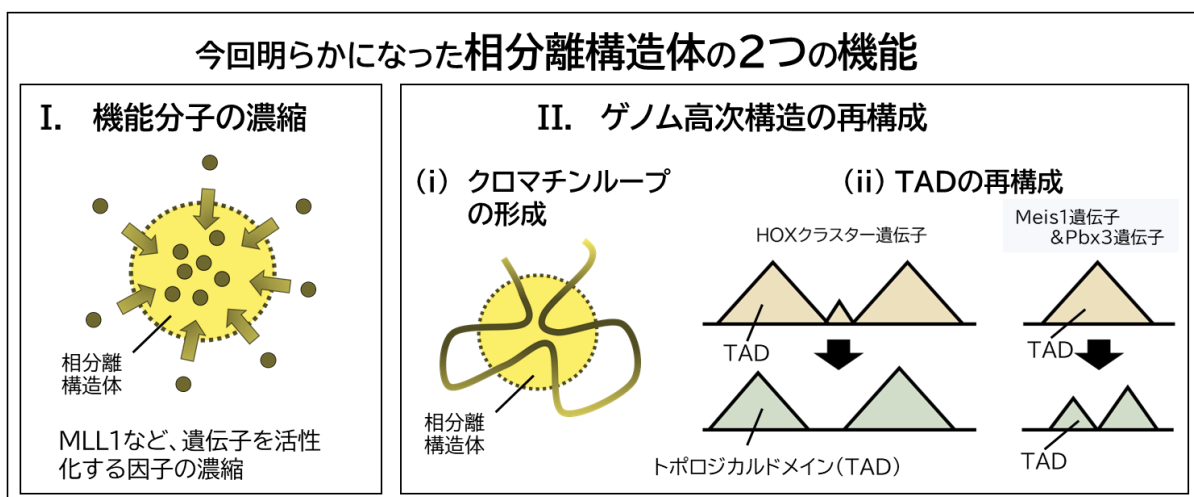 今回明らかになった相分離構造体の2つの機能
I. 機能分子の濃縮
相分離
構造体
MLL1など、遺伝子を活性
化する因子の濃縮
II. ゲノム高次構造の再構成
(i) クロマチンループ
の形成
相分離
構造体
(ii) TADの再構成
HOXクラスター遺伝子
TAD
トポロジカルドメイン(TAD)
Meis1遺伝子
&Pbx3遺伝子
TAD
TAD